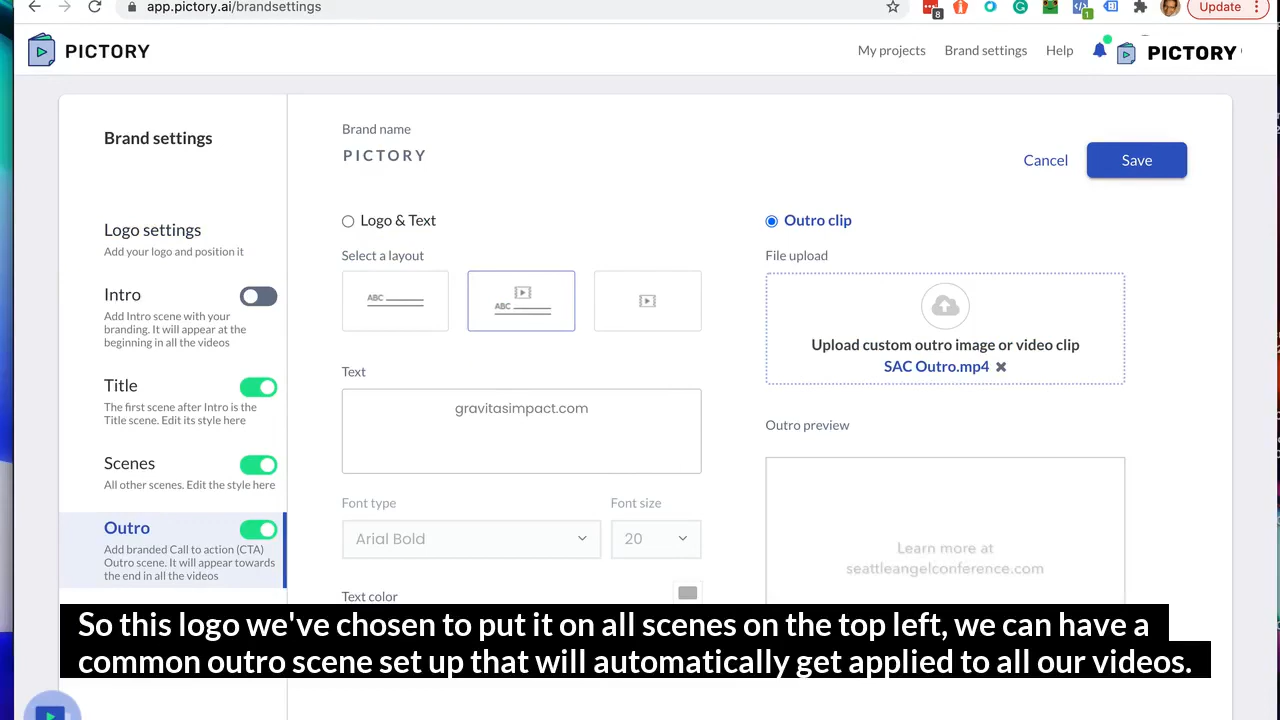 app.pictory.ai/brandsettings
8
1
Update
PICTORY
My projects
Brand settings
Help
PICTORY
Brand settings
Brand name
PICTORY
Cancel
Save
Logo settings
Add your logo and position it
Intro
Add Intro scene with your
branding. It will appear at the
beginning in all the videos
Title
The first scene after Intro is the
Title scene. Edit its style here
Scenes
All other scenes. Edit the style here
Outro
Add branded Call to action (CTA)
Outro scene. It will appear towards
the end in all the videos
Logo & Text
Select a layout
ABC
ABC
Text
gravitasimpact.com
Font type
Font size
Arial Bold
20
Text color
Outro clip
File upload
Upload custom outro image or video clip
SAC Outro.mp4
Outro preview
Learn more at
seattleangelconference.com
So this logo we've chosen to put it on all scenes on the top left, we can have a
common outro scene set up that will automatically get applied to all our videos.